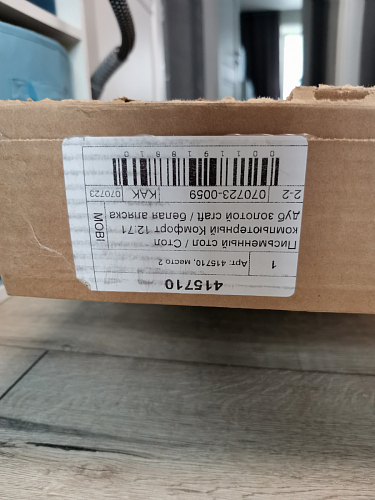 415710
1
Арт. 415710, место 2
Письменный стол / Стол
компьютерный Комфорт 12.71
Дуб золотой craft / белая аляска
MOBI
2-2
070723-0059
КАК
070723